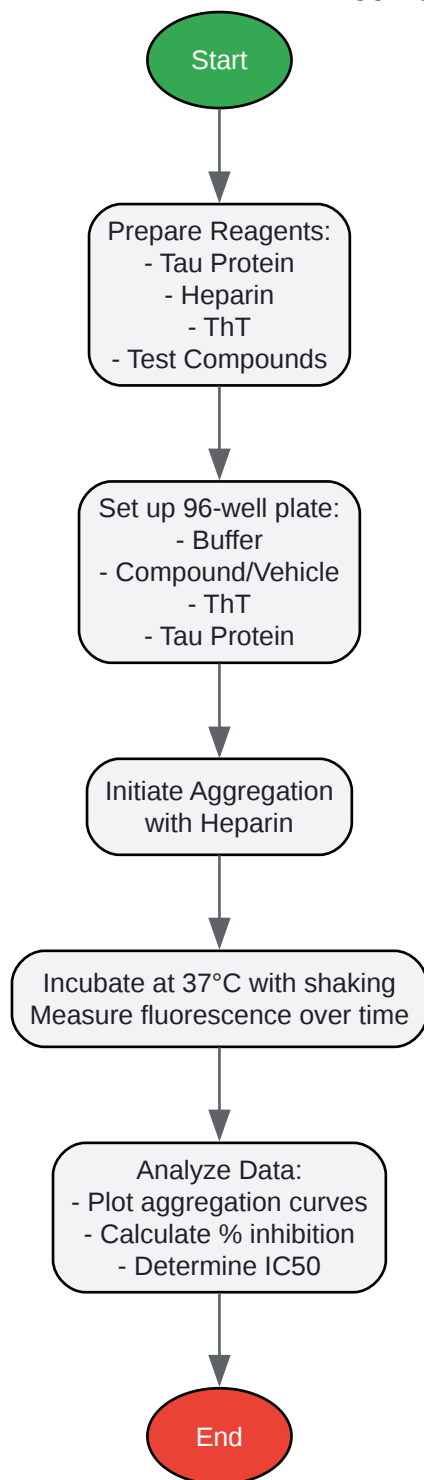 Start
Prepare Reagents:
- Tau Protein
- Heparin
- ThT
- Test Compounds
Set up 96-well plate:
- Buffer
- Compound/Vehicle
- ThT
- Tau Protein
Initiate Aggregation
with Heparin
Incubate at 37°C with shaking
Measure fluorescence over time
Analyze Data:
- Plot aggregation curves
- Calculate % inhibition
- Determine IC50
End